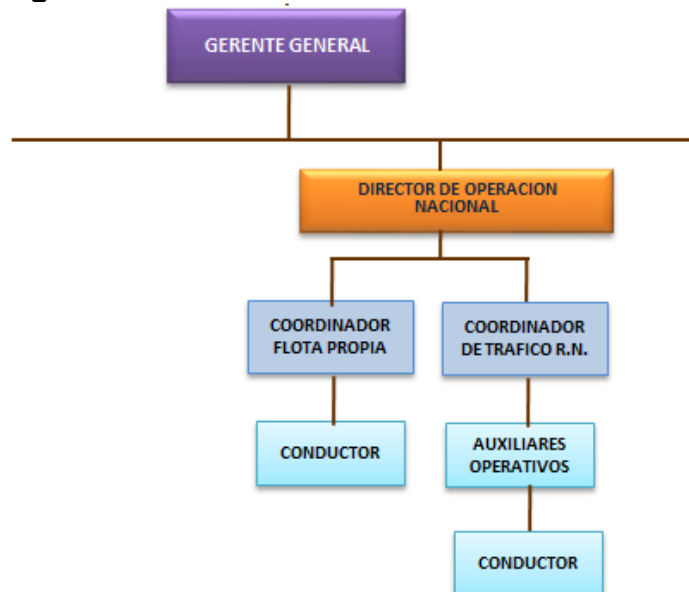 GERENTE GENERAL
DIRECTOR DE OPERACION
NACIONAL
COORDINADOR
FLOTA PROPIA
COORDINADOR
DE TRAFICO R.N.
CONDUCTOR
AUXILIARES
OPERATIVOS
CONDUCTOR